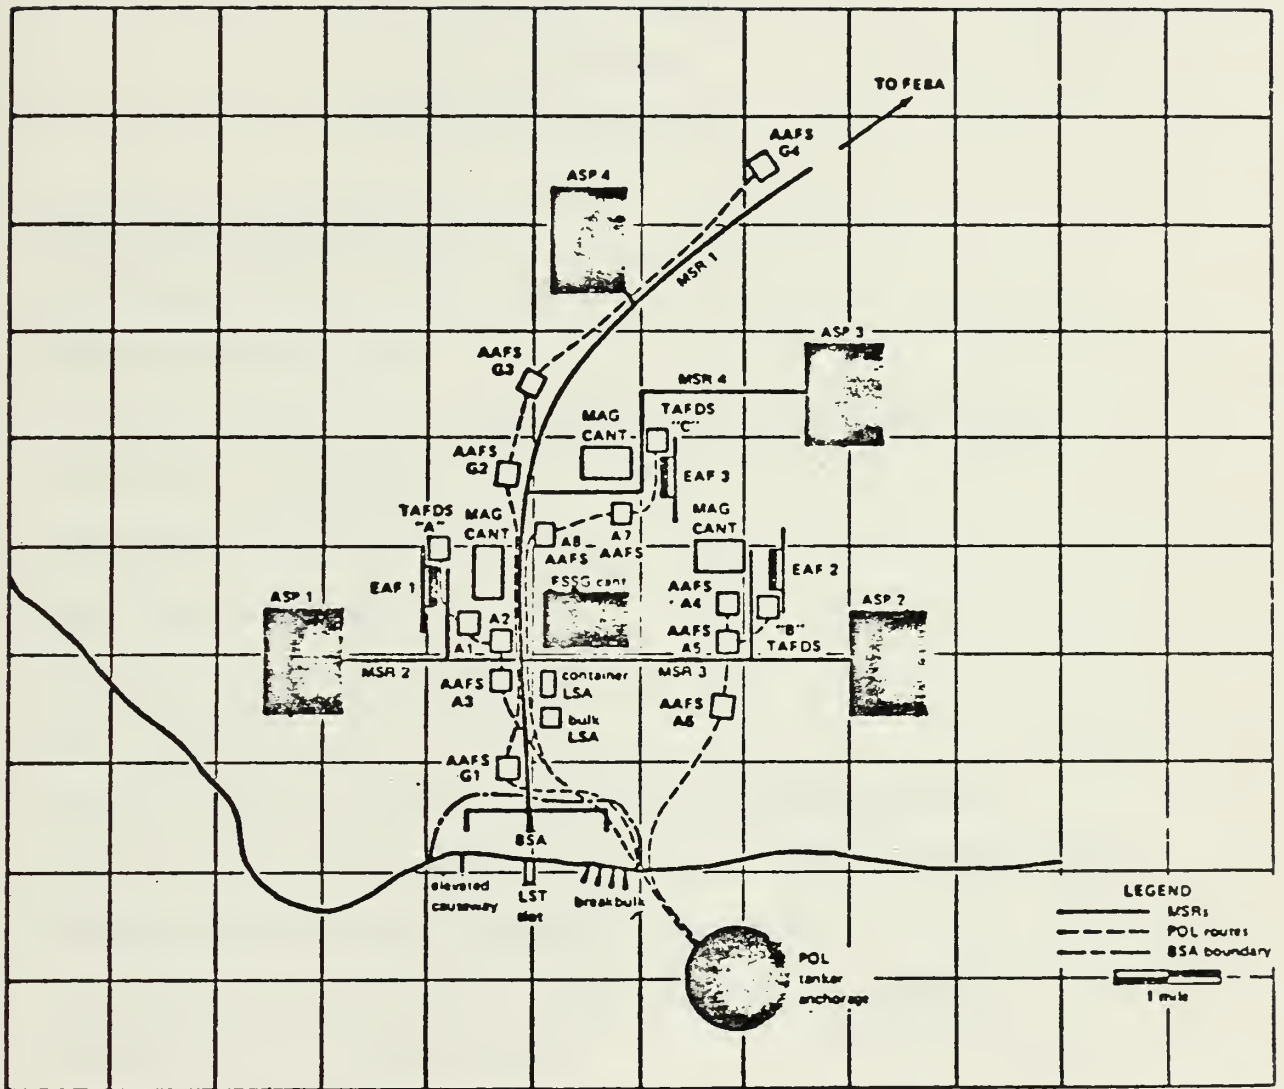 TO FEBA
AAFS
G4
ASP 4
MSR 1
ASP 3
AAFS
G3
MSR 4
TAFDS
"C"
MAG
CANT
AAFS
G2
EAF 3
TAFDS
"A"
MAG
CANT
MAG
CANT
A8
AAFS
A7
AAFS
EAF 1
EAF 2
FSSG cant
ASP 1
AAFS
A4
ASP 2
A2
A1
AAFS
A5
"B"
TAFDS
MSR 2
MSR 3
AAFS
A3
container
LSA
AAFS
A6
bulk
LSA
AAFS
G1
BSA
elevated
causeway
LST
slot
breakbulk
LEGEND
MSRs
POL routes
BSA boundary
1 mile
POL
tanker
anchorage